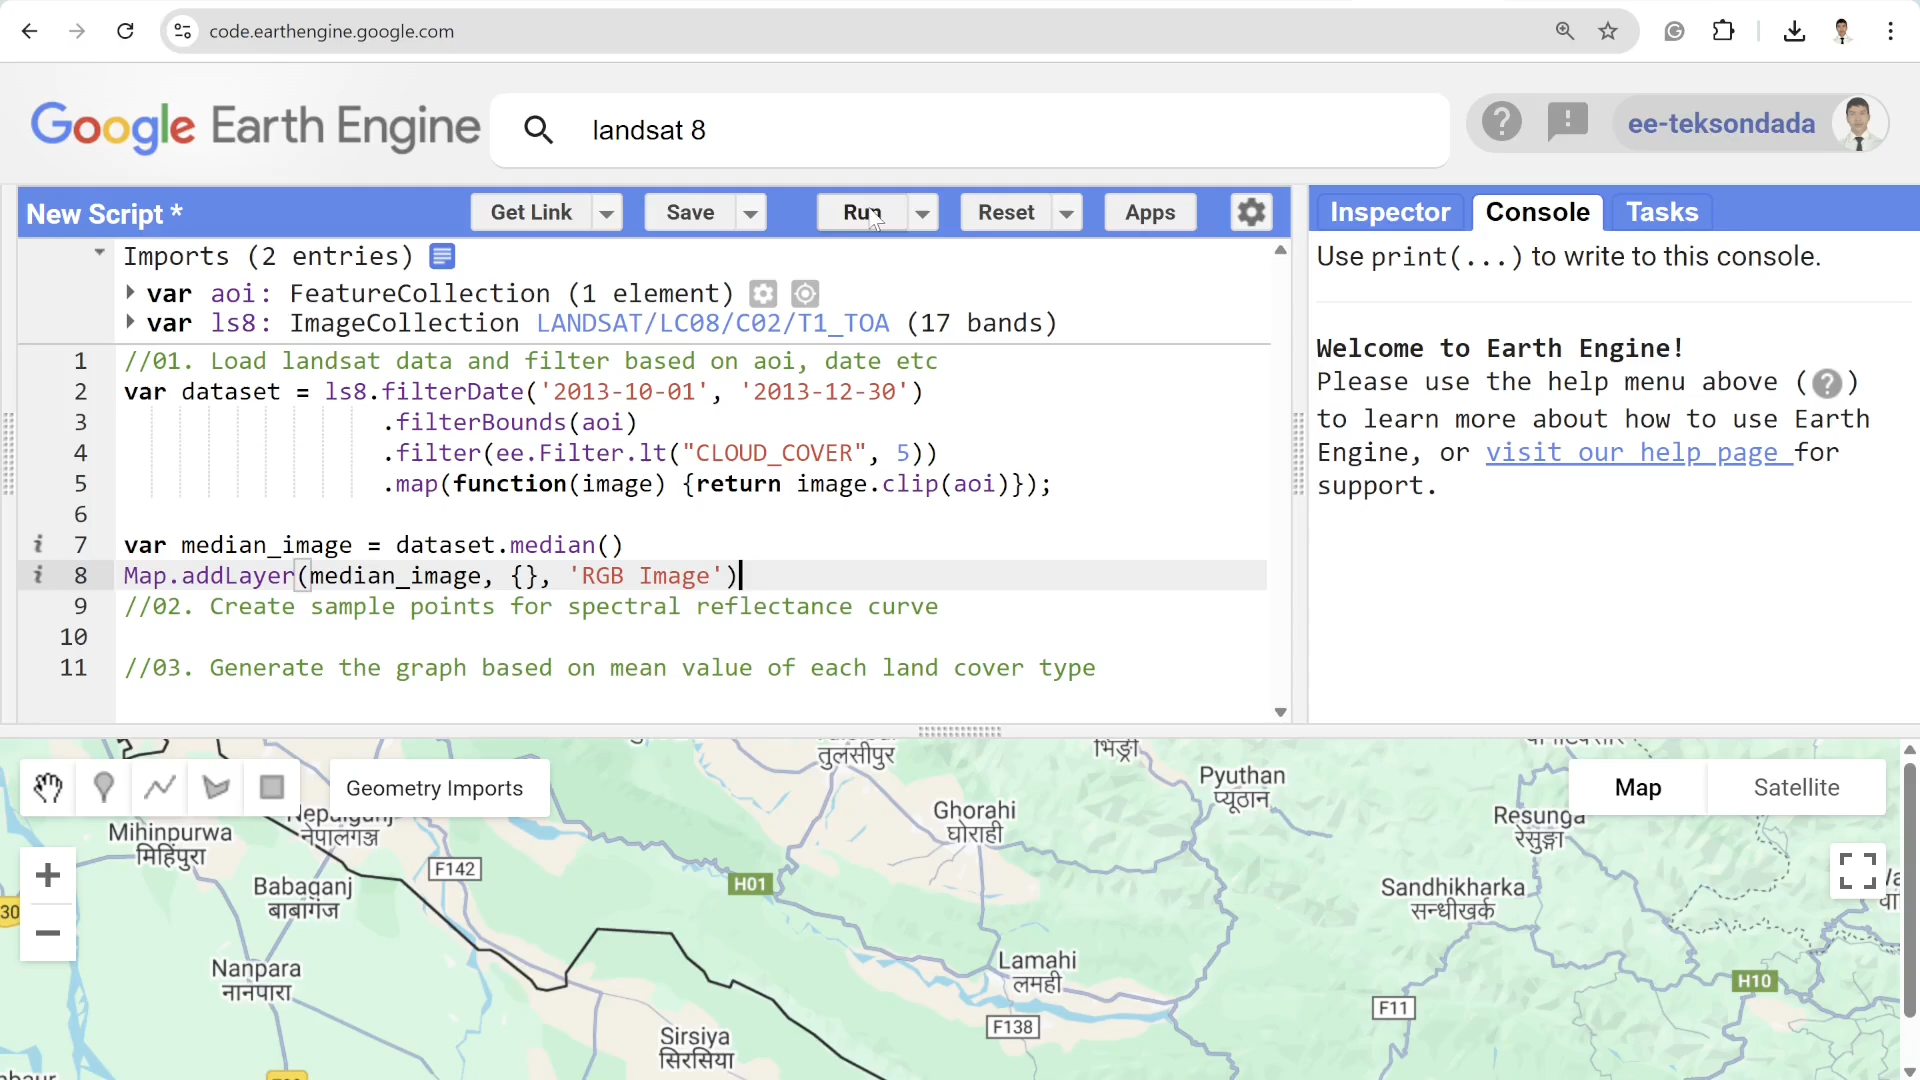 code.earthengine.google.com
Google Earth Engine
landsat 8
ee-teksondada
New Script *
Get Link
Save
Run
Reset
Apps
Inspector
Console
Tasks
Imports (2 entries)
var aoi: FeatureCollection (1 element)
var ls8: ImageCollection LANDSAT/LC08/C02/T1_TOA (17 bands)
1 //01. Load landsat data and filter based on aoi, date etc
2 var dataset = ls8.filterDate('2013-10-01', '2013-12-30')
3 .filterBounds(aoi)
4 .filter(ee.Filter.lt("CLOUD_COVER", 5))
5 .map(function(image) {return image.clip(aoi)});
6
i 7 var median_image = dataset.median()
i 8 Map.addLayer(median_image, {}, 'RGB Image')
9 //02. Create sample points for spectral reflectance curve
10
11 //03. Generate the graph based on mean value of each land cover type
Use print(...) to write to this console.
Welcome to Earth Engine!
Please use the help menu above (?)
to learn more about how to use Earth
Engine, or visit our help page for
support.
Geometry Imports
Map
Satellite
तुलसीपुर
Pyuthan
प्यूठान
Ghorahi
घोराही
Resunga
रेसुङ्गा
Mihinpurwa
मिहिंपुरवा
नेपालगञ्ज
F142
H01
Babaganj
बाबागंज
30
Sandhikharka
सन्धीखर्क
Nanpara
नानपारा
Lamahi
लमही
H10
F11
F138
Sirsiya
सिरसिया